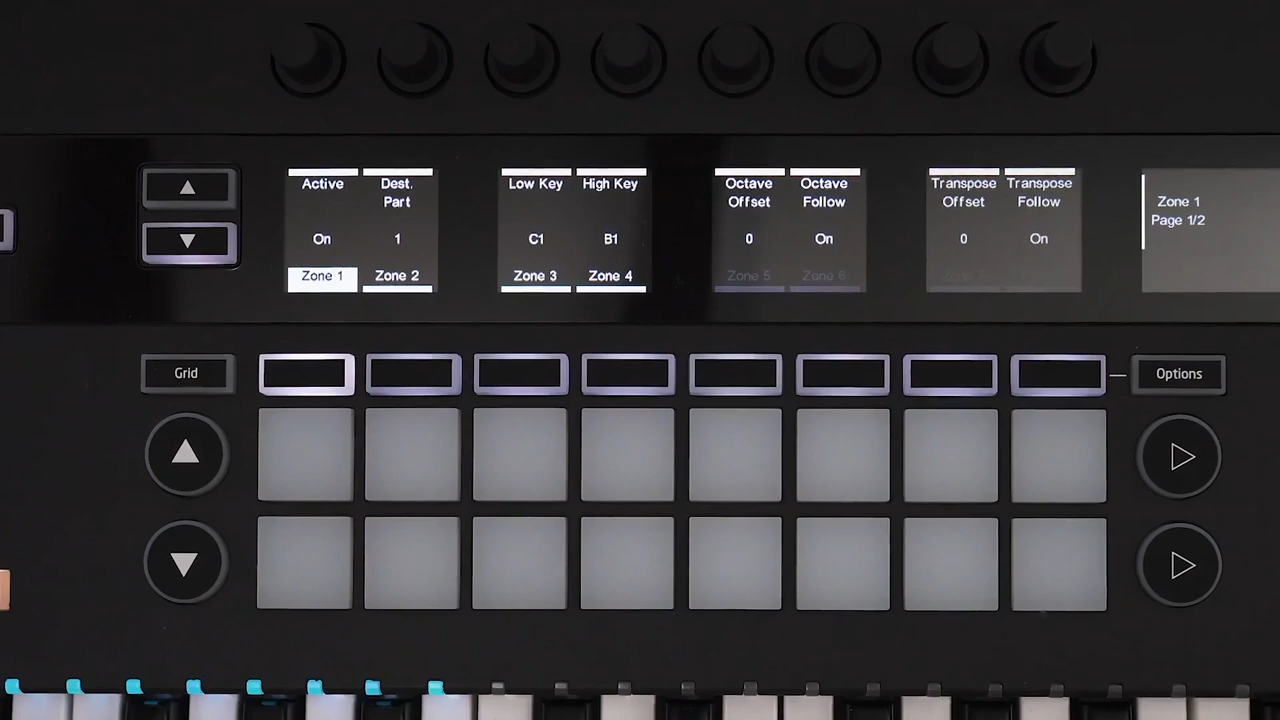 Active
Dest.
Part
On
1
Zone 1
Zone 2
Low Key
High Key
C1
B1
Zone 3
Zone 4
Octave
Offset
Octave
Follow
0
On
Zone 5
Zone 6
Transpose
Offset
Transpose
Follow
0
On
Zone 1
Page 1/2
Grid
Options